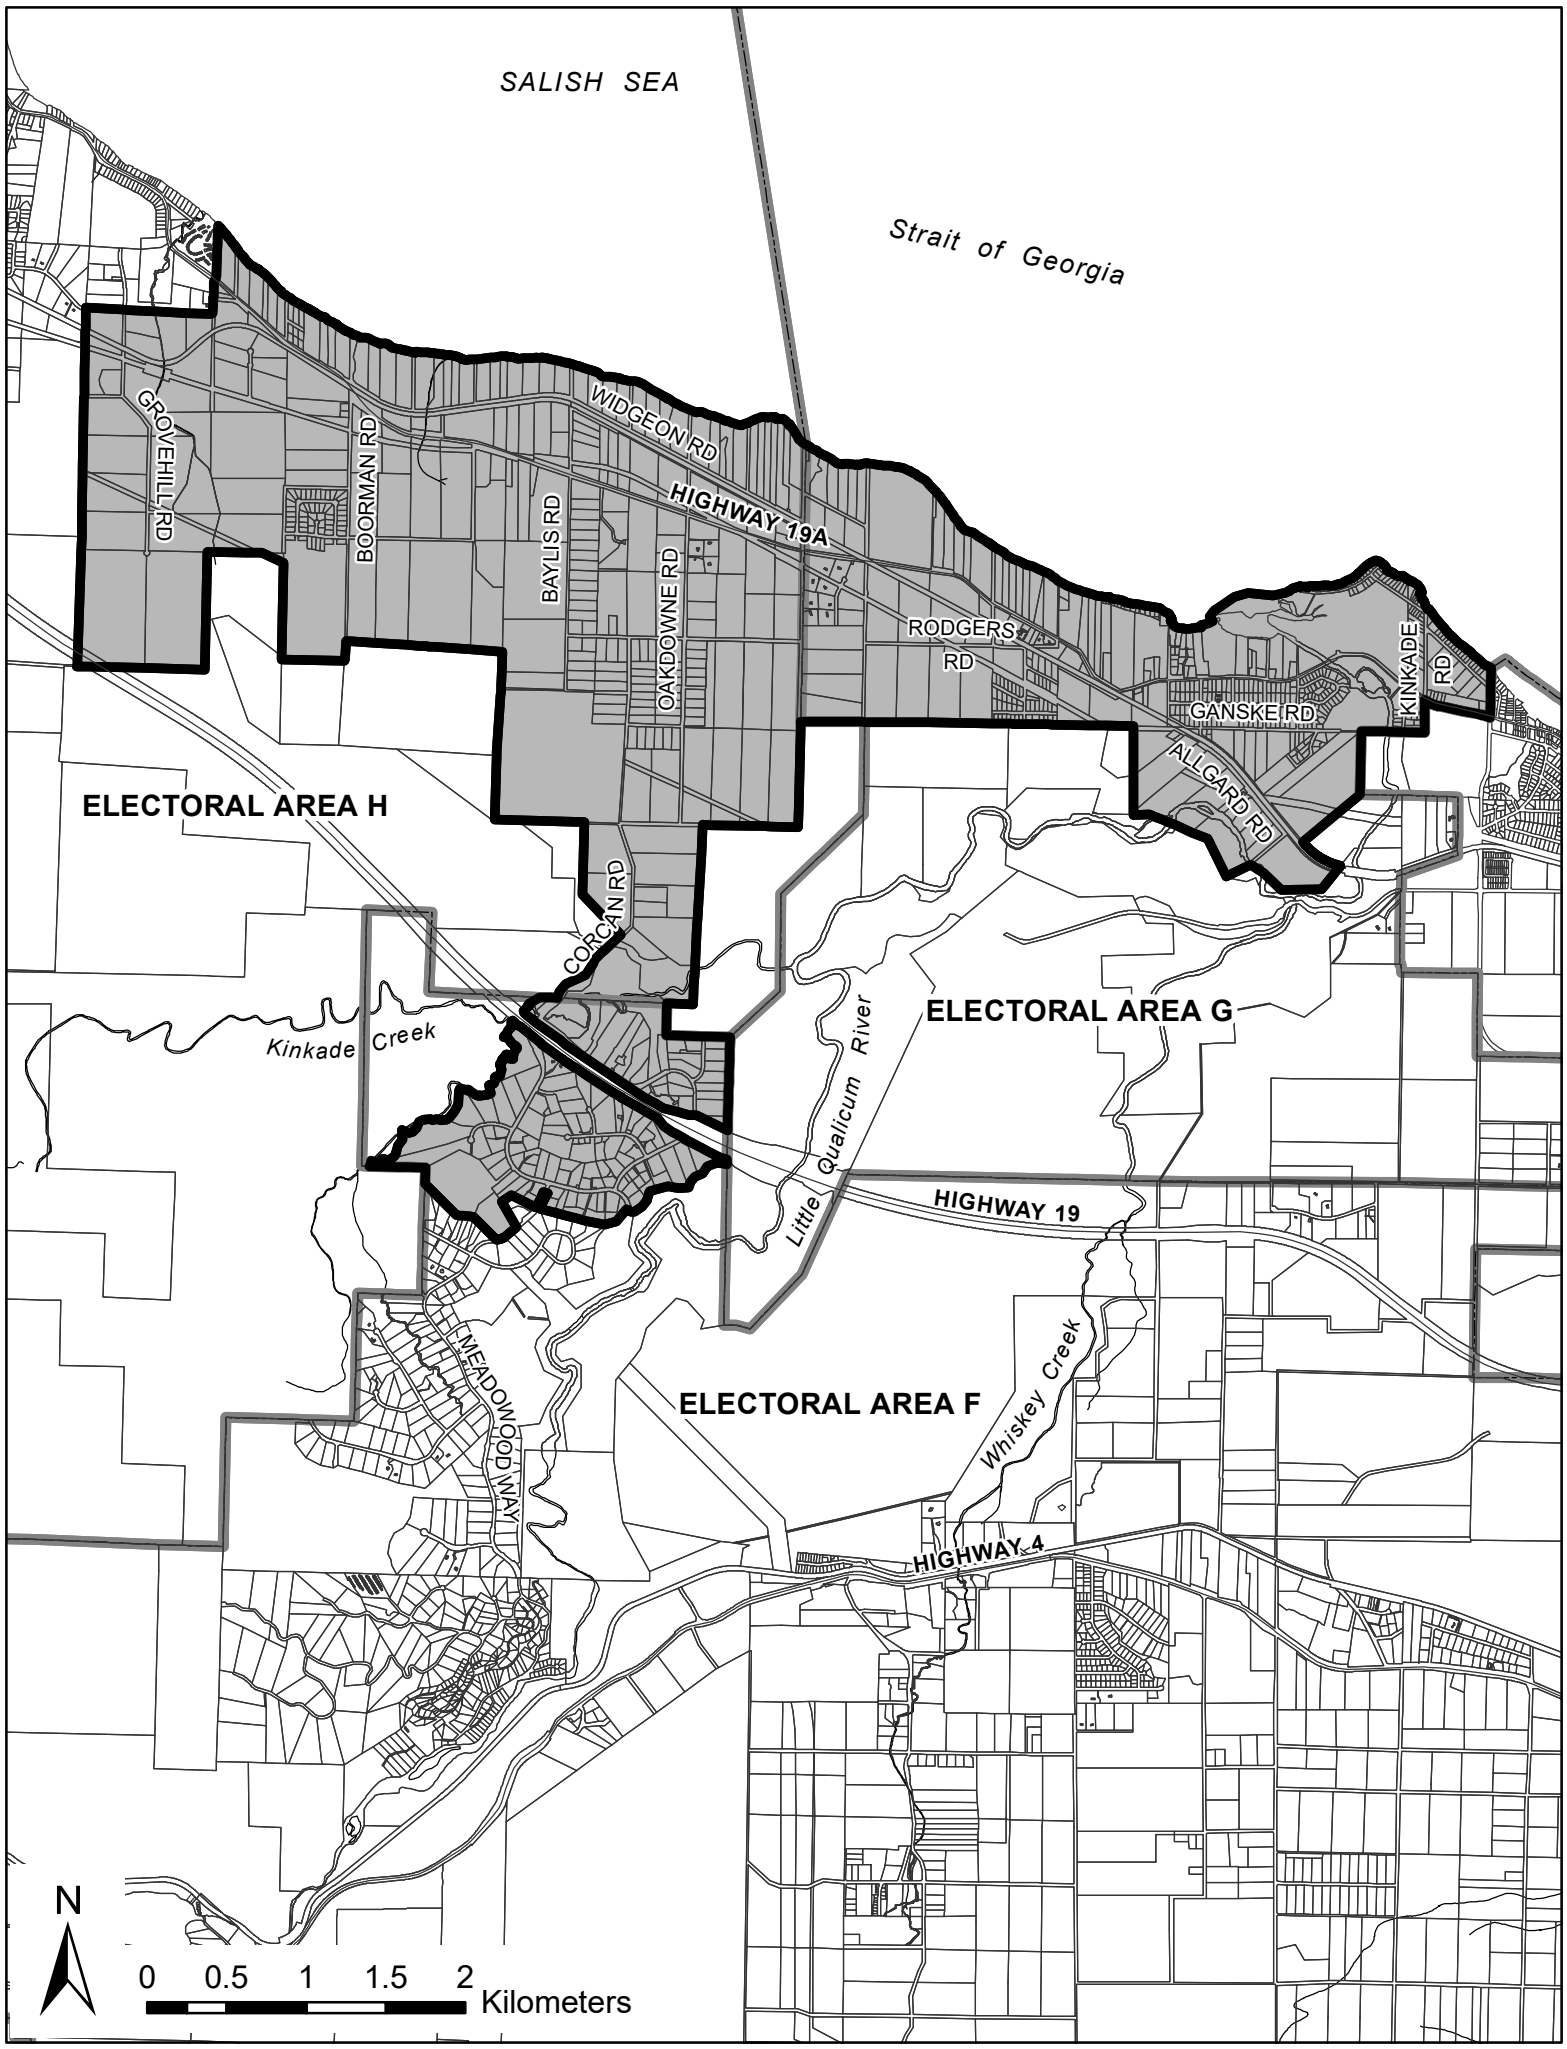 SALISH SEA
Strait of Georgia
WIDGEON RD
GROVEHILL RD
BOORMAN RD
HIGHWAY 19A
BAYLIS RD
OAKDOWNE RD
RODGERS
RD
KINKADE
RD
GANSKE RD
ALLGARD RD
ELECTORAL AREA H
CORCAN RD
ELECTORAL AREA G
Kinkade Creek
Little Qualicum River
HIGHWAY 19
MEADOWOOD WAY
ELECTORAL AREA F
Whiskey Creek
HIGHWAY 4
N
0 0.5 1 1.5 2
Kilometers